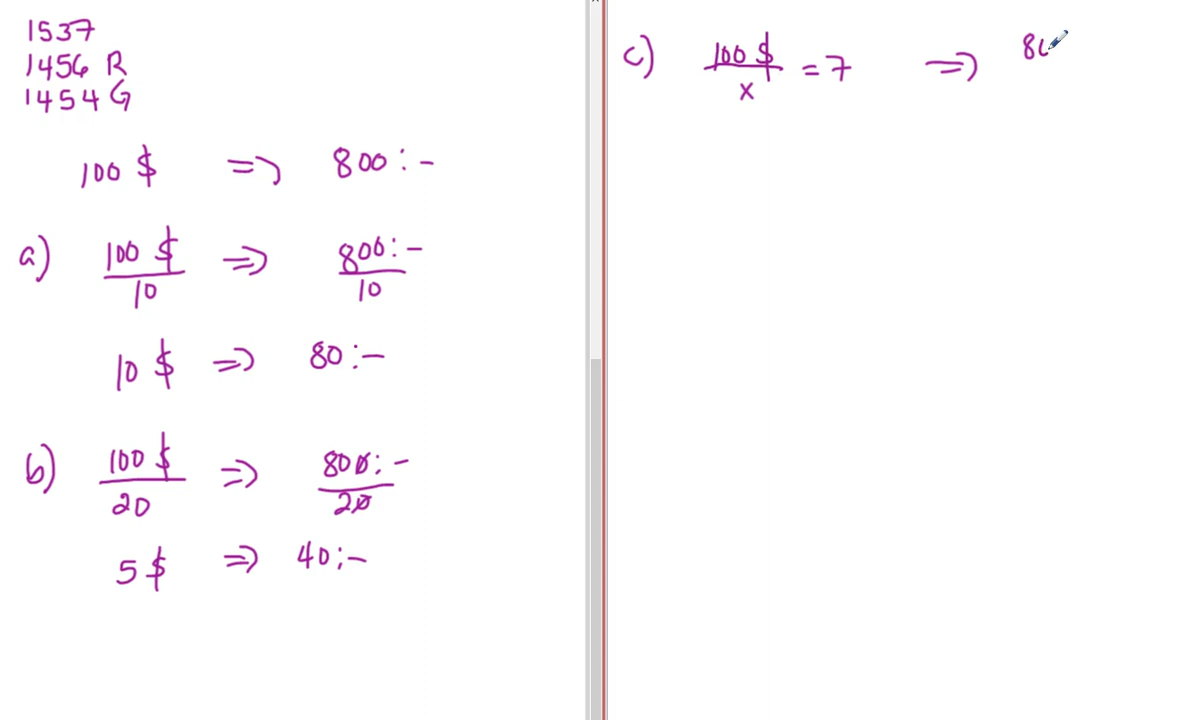 1537
1456 R
1454 G
100 $ => 800:-
a) 100 $ / 10 => 800:- / 10
10 $ => 80:-
b) 100 $ / 20 => 800:- / 20
5 $ => 40:-
c) 100 $ / x = 7 => 80